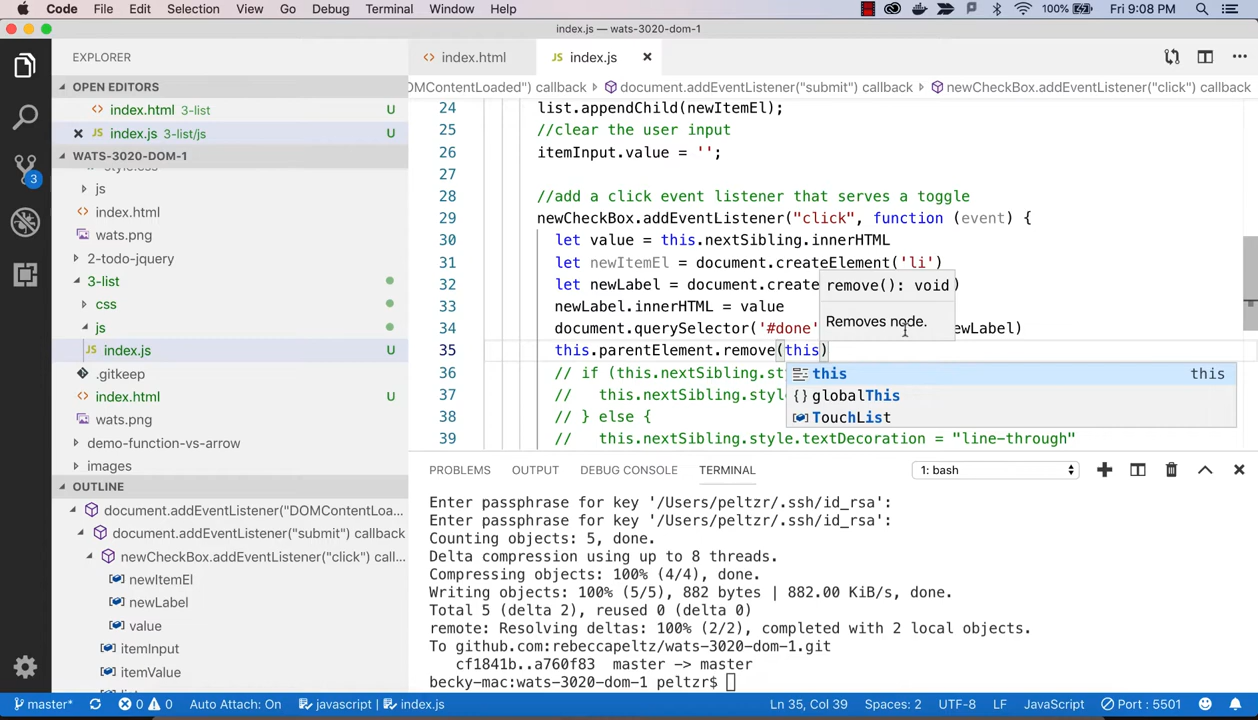 Code File Edit Selection View Go Debug Terminal Window Help 100% Fri 9:08 PM
index.js — wats-3020-dom-1
EXPLORER
OPEN EDITORS
index.html 3-list U
JS index.js 3-list/js U
WATS-3020-DOM-1
js
index.html
wats.png
2-todo-jquery
3-list
css
js
JS index.js U
.gitkeep
index.html U
wats.png
demo-function-vs-arrow
images
OUTLINE
document.addEventListener("DOMContentLoa...
document.addEventListener("submit") callback
newCheckBox.addEventListener("click") call...
newItemEl
newLabel
value
itemInput
itemValue
3
index.html JS index.js
OMContentLoaded") callback document.addEventListener("submit") callback newCheckBox.addEventListener("click") callback
24 list.appendChild(newItemEl);
25 //clear the user input
26 itemInput.value = '';
27
28 //add a click event listener that serves a toggle
29 newCheckBox.addEventListener("click", function (event) {
30 let value = this.nextSibling.innerHTML
31 let newItemEl = document.createElement('li')
32 let newLabel = document.create )
33 newLabel.innerHTML = value
34 document.querySelector('#done' ewLabel)
35 this.parentElement.remove(this)
36 // if (this.nextSibling.st
37 // this.nextSibling.style
38 // } else {
39 // this.nextSibling.style.textDecoration = "line-through"
remove(): void
Removes node.
this this
globalThis
TouchList
PROBLEMS OUTPUT DEBUG CONSOLE TERMINAL 1: bash
Enter passphrase for key '/Users/peltzr/.ssh/id_rsa':
Enter passphrase for key '/Users/peltzr/.ssh/id_rsa':
Counting objects: 5, done.
Delta compression using up to 8 threads.
Compressing objects: 100% (4/4), done.
Writing objects: 100% (5/5), 882 bytes | 882.00 KiB/s, done.
Total 5 (delta 2), reused 0 (delta 0)
remote: Resolving deltas: 100% (2/2), completed with 2 local objects.
To github.com:rebeccapeltz/wats-3020-dom-1.git
cf1841b..a760f83 master -> master
becky-mac:wats-3020-dom-1 peltzr$
master* 0 0 Auto Attach: On javascript index.js Ln 35, Col 39 Spaces: 2 UTF-8 LF JavaScript Port : 5501